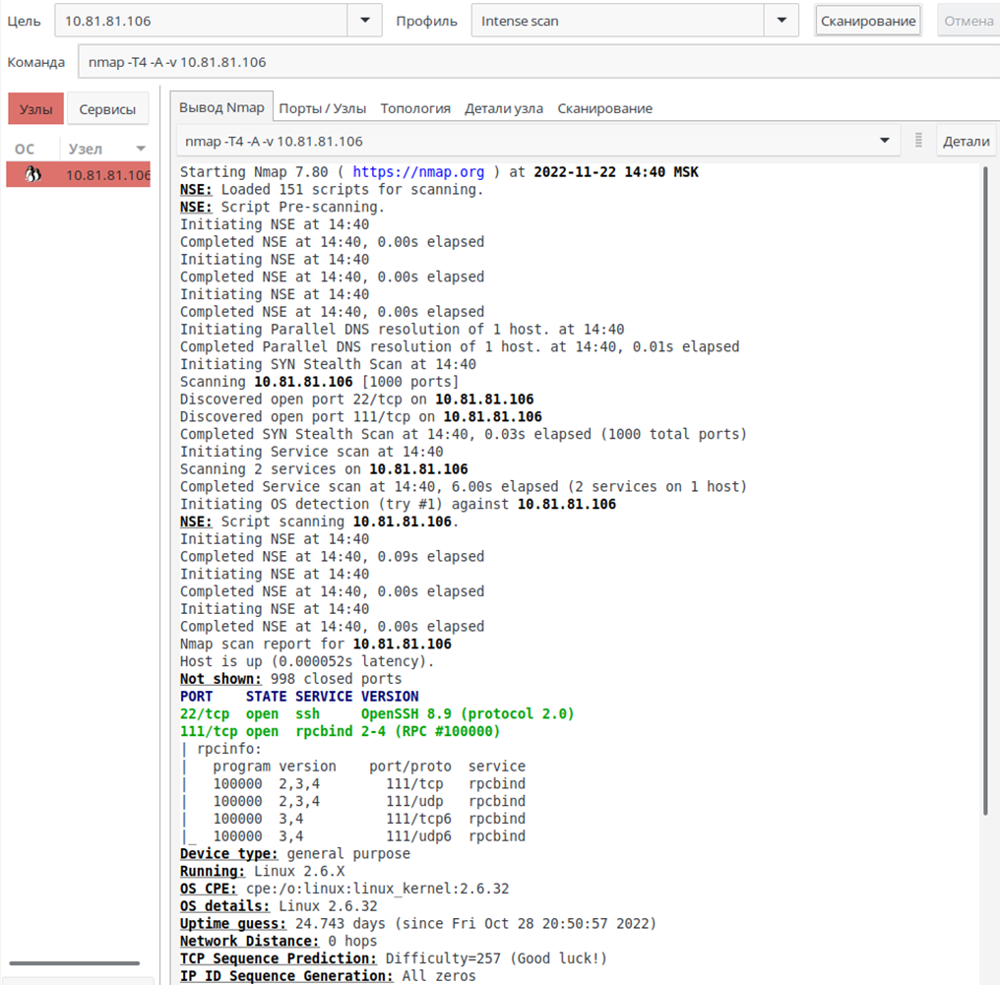 Цель 10.81.81.106 Профиль Intense scan Сканирование Отмена
Команда nmap -T4 -A -v 10.81.81.106
Узлы Сервисы Вывод Nmap Порты / Узлы Топология Детали узла Сканирование
ОС Узел
10.81.81.106
nmap -T4 -A -v 10.81.81.106 Детали
Starting Nmap 7.80 ( https://nmap.org ) at 2022-11-22 14:40 MSK
NSE: Loaded 151 scripts for scanning.
NSE: Script Pre-scanning.
Initiating NSE at 14:40
Completed NSE at 14:40, 0.00s elapsed
Initiating NSE at 14:40
Completed NSE at 14:40, 0.00s elapsed
Initiating NSE at 14:40
Completed NSE at 14:40, 0.00s elapsed
Initiating Parallel DNS resolution of 1 host. at 14:40
Completed Parallel DNS resolution of 1 host. at 14:40, 0.01s elapsed
Initiating SYN Stealth Scan at 14:40
Scanning 10.81.81.106 [1000 ports]
Discovered open port 22/tcp on 10.81.81.106
Discovered open port 111/tcp on 10.81.81.106
Completed SYN Stealth Scan at 14:40, 0.03s elapsed (1000 total ports)
Initiating Service scan at 14:40
Scanning 2 services on 10.81.81.106
Completed Service scan at 14:40, 6.00s elapsed (2 services on 1 host)
Initiating OS detection (try #1) against 10.81.81.106
NSE: Script scanning 10.81.81.106.
Initiating NSE at 14:40
Completed NSE at 14:40, 0.09s elapsed
Initiating NSE at 14:40
Completed NSE at 14:40, 0.00s elapsed
Initiating NSE at 14:40
Completed NSE at 14:40, 0.00s elapsed
Nmap scan report for 10.81.81.106
Host is up (0.000052s latency).
Not shown: 998 closed ports
PORT    STATE SERVICE VERSION
22/tcp  open  ssh     OpenSSH 8.9 (protocol 2.0)
111/tcp open  rpcbind 2-4 (RPC #100000)
| rpcinfo:
|   program version    port/proto  service
|   100000  2,3,4        111/tcp   rpcbind
|   100000  2,3,4        111/udp   rpcbind
|   100000  3,4          111/tcp6  rpcbind
|_  100000  3,4          111/udp6  rpcbind
Device type: general purpose
Running: Linux 2.6.X
OS CPE: cpe:/o:linux:linux_kernel:2.6.32
OS details: Linux 2.6.32
Uptime guess: 24.743 days (since Fri Oct 28 20:50:57 2022)
Network Distance: 0 hops
TCP Sequence Prediction: Difficulty=257 (Good luck!)
IP ID Sequence Generation: All zeros